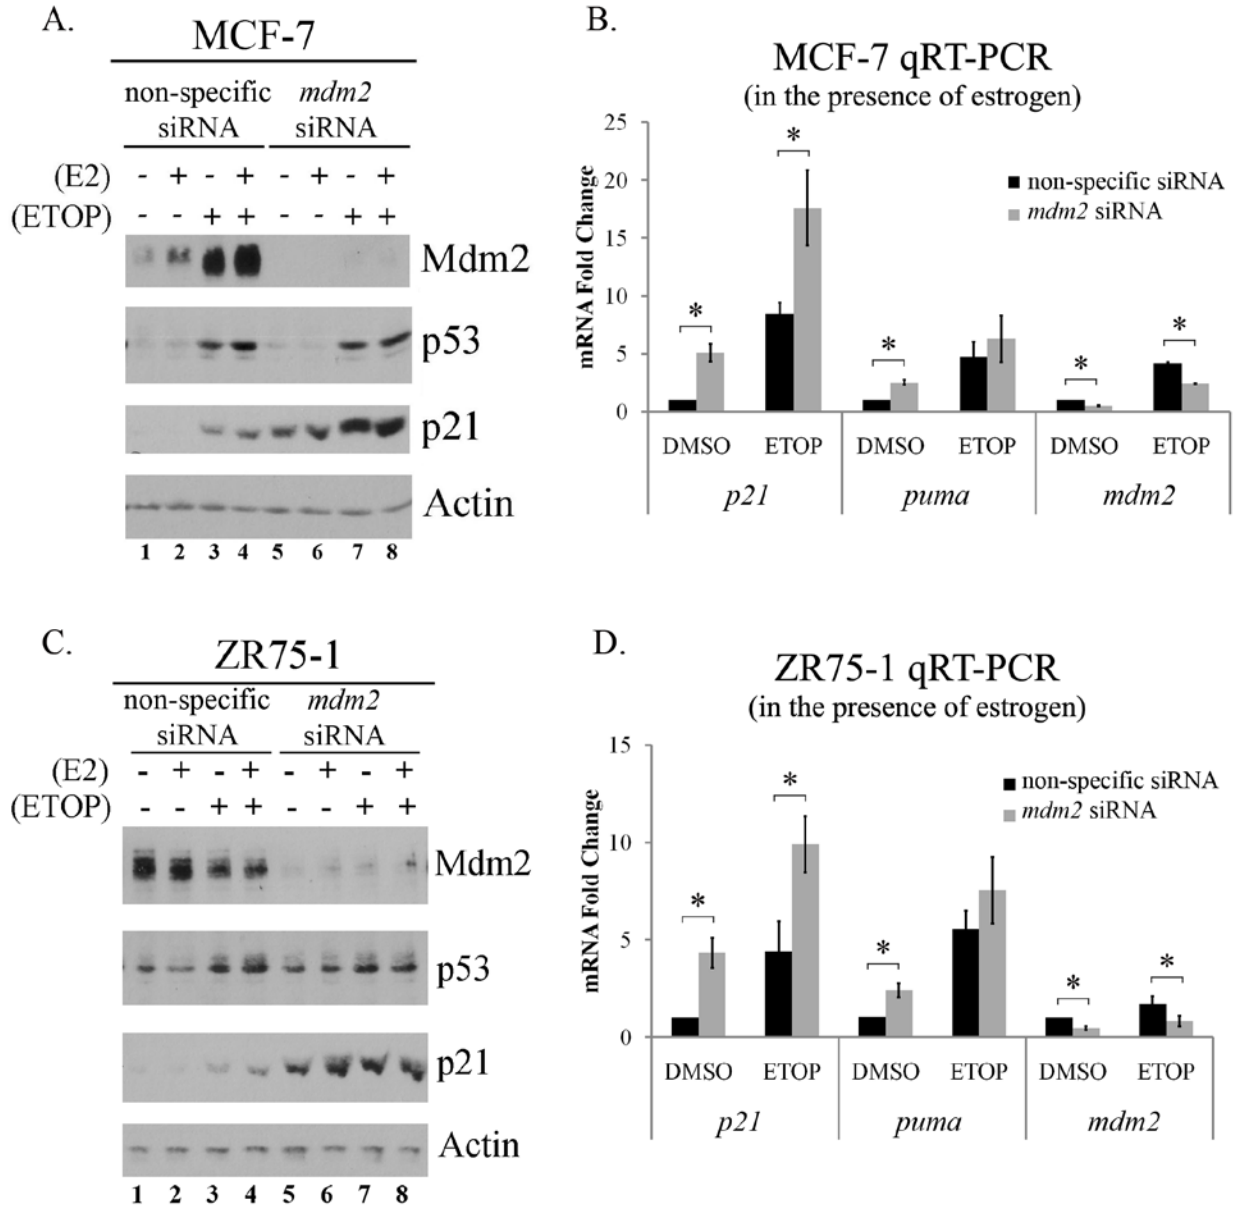 A.
MCF-7
non-specific siRNA
mdm2 siRNA
(E2) - + - + - + - +
(ETOP) - - + + - - + +
Mdm2
p53
p21
Actin
1 2 3 4 5 6 7 8
B.
MCF-7 qRT-PCR
(in the presence of estrogen)
mRNA Fold Change
25
20
15
10
5
0
non-specific siRNA
mdm2 siRNA
* * * * *
DMSO ETOP DMSO ETOP DMSO ETOP
p21 puma mdm2
C.
ZR75-1
non-specific siRNA
mdm2 siRNA
(E2) - + - + - + - +
(ETOP) - - + + - - + +
Mdm2
p53
p21
Actin
1 2 3 4 5 6 7 8
D.
ZR75-1 qRT-PCR
(in the presence of estrogen)
mRNA Fold Change
15
10
5
0
non-specific siRNA
mdm2 siRNA
* * * * *
DMSO ETOP DMSO ETOP DMSO ETOP
p21 puma mdm2